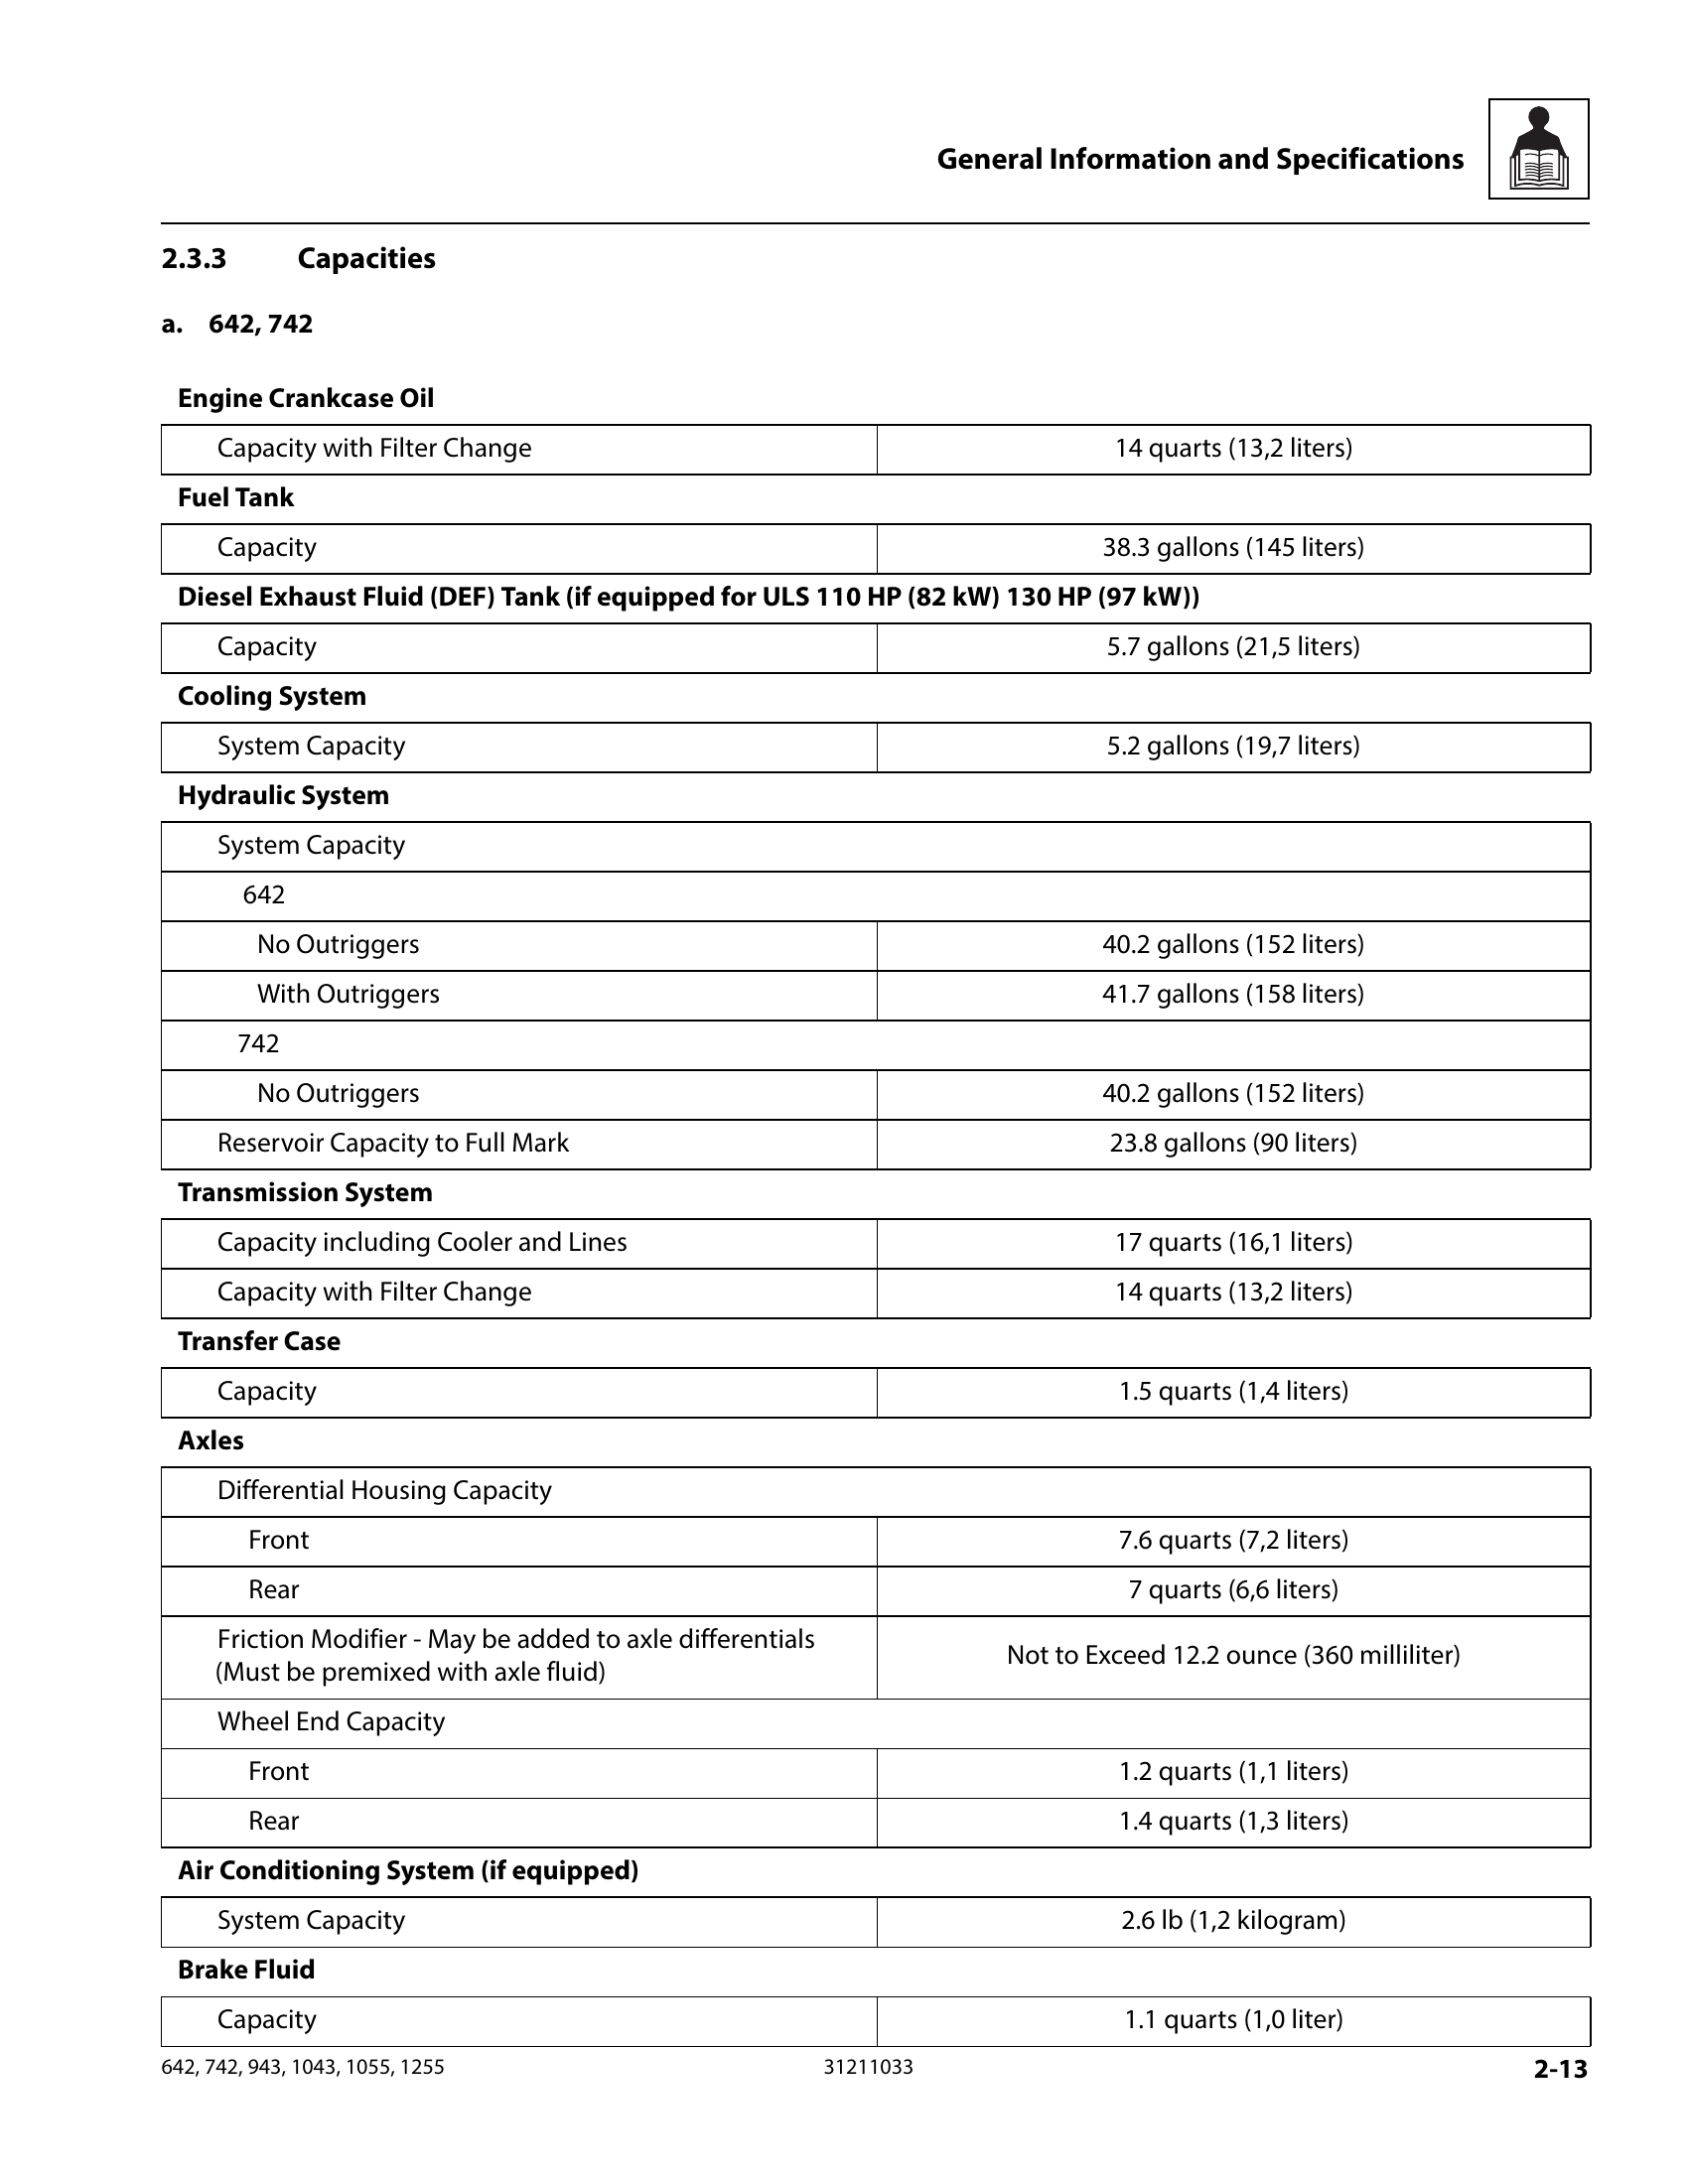 General Information and Specifications
2.3.3 Capacities
a. 642, 742
Engine Crankcase Oil
Capacity with Filter Change 14 quarts (13,2 liters)
Fuel Tank
Capacity 38.3 gallons (145 liters)
Diesel Exhaust Fluid (DEF) Tank (if equipped for ULS 110 HP (82 kW) 130 HP (97 kW))
Capacity 5.7 gallons (21,5 liters)
Cooling System
System Capacity 5.2 gallons (19,7 liters)
Hydraulic System
System Capacity
642
No Outriggers 40.2 gallons (152 liters)
With Outriggers 41.7 gallons (158 liters)
742
No Outriggers 40.2 gallons (152 liters)
Reservoir Capacity to Full Mark 23.8 gallons (90 liters)
Transmission System
Capacity including Cooler and Lines 17 quarts (16,1 liters)
Capacity with Filter Change 14 quarts (13,2 liters)
Transfer Case
Capacity 1.5 quarts (1,4 liters)
Axles
Differential Housing Capacity
Front 7.6 quarts (7,2 liters)
Rear 7 quarts (6,6 liters)
Friction Modifier - May be added to axle differentials
(Must be premixed with axle fluid) Not to Exceed 12.2 ounce (360 milliliter)
Wheel End Capacity
Front 1.2 quarts (1,1 liters)
Rear 1.4 quarts (1,3 liters)
Air Conditioning System (if equipped)
System Capacity 2.6 lb (1,2 kilogram)
Brake Fluid
Capacity 1.1 quarts (1,0 liter)
642, 742, 943, 1043, 1055, 1255 31211033 2-13